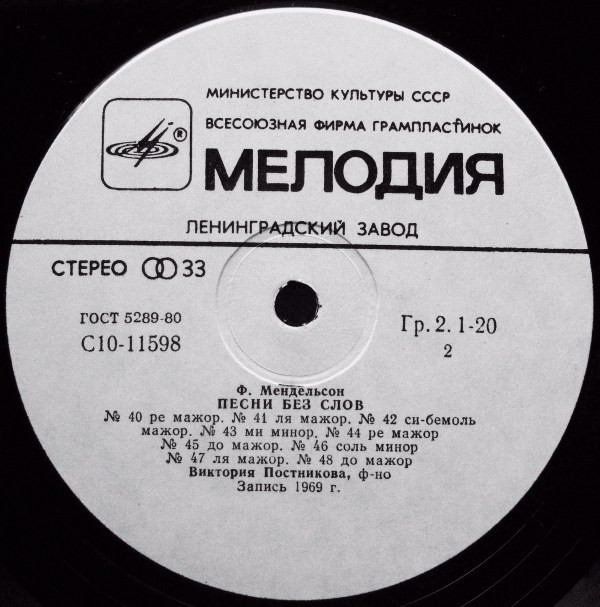 МИНИСТЕРСТВО КУЛЬТУРЫ СССР
ВСЕСОЮЗНАЯ ФИРМА ГРАМПЛАСТИНОК
®
МЕЛОДИЯ
ЛЕНИНГРАДСКИЙ ЗАВОД
СТЕРЕО 33
ГОСТ 5289-80
С10-11598
Гр. 2. 1-20
2
Ф. Мендельсон
ПЕСНИ БЕЗ СЛОВ
№ 40 ре мажор. № 41 ля мажор. № 42 си-бемоль
мажор. № 43 ми минор. № 44 ре мажор
№ 45 до мажор. № 46 соль минор
№ 47 ля мажор. № 48 до мажор
Виктория Постникова, ф-но
Запись 1969 г.